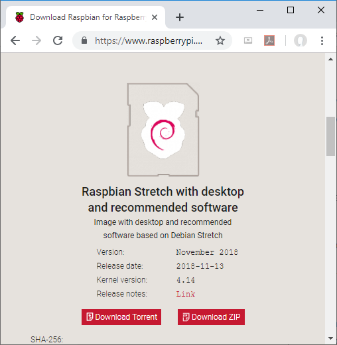 Download Raspbian for Raspberr
https://www.raspberrypi....
Raspbian Stretch with desktop
and recommended software
Image with desktop and recommended
software based on Debian Stretch
Version: November 2018
Release date: 2018-11-13
Kernel version: 4.14
Release notes: Link
Download Torrent Download ZIP
SHA-256: